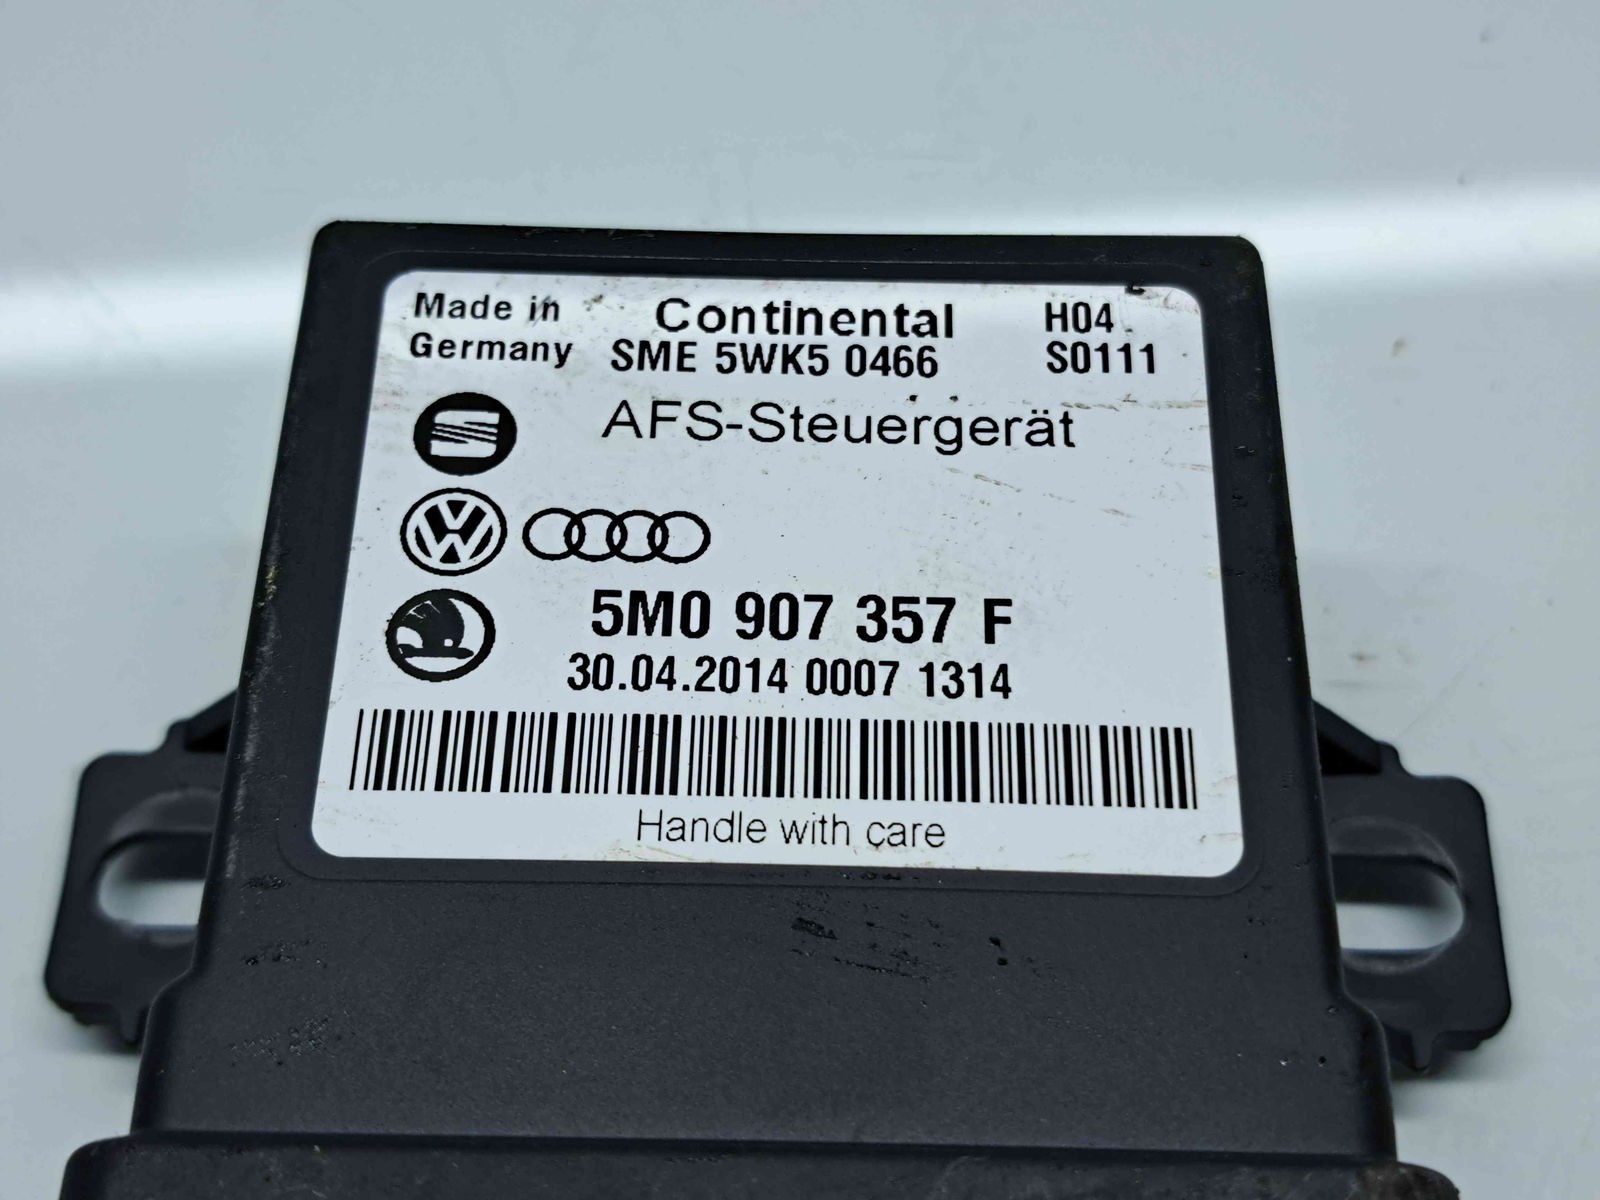 Made in Continental H04
Germany SME 5WK5 0466 S0111
AFS-Steuergerät
5M0 907 357 F
30.04.2014 0007 1314
Handle with care